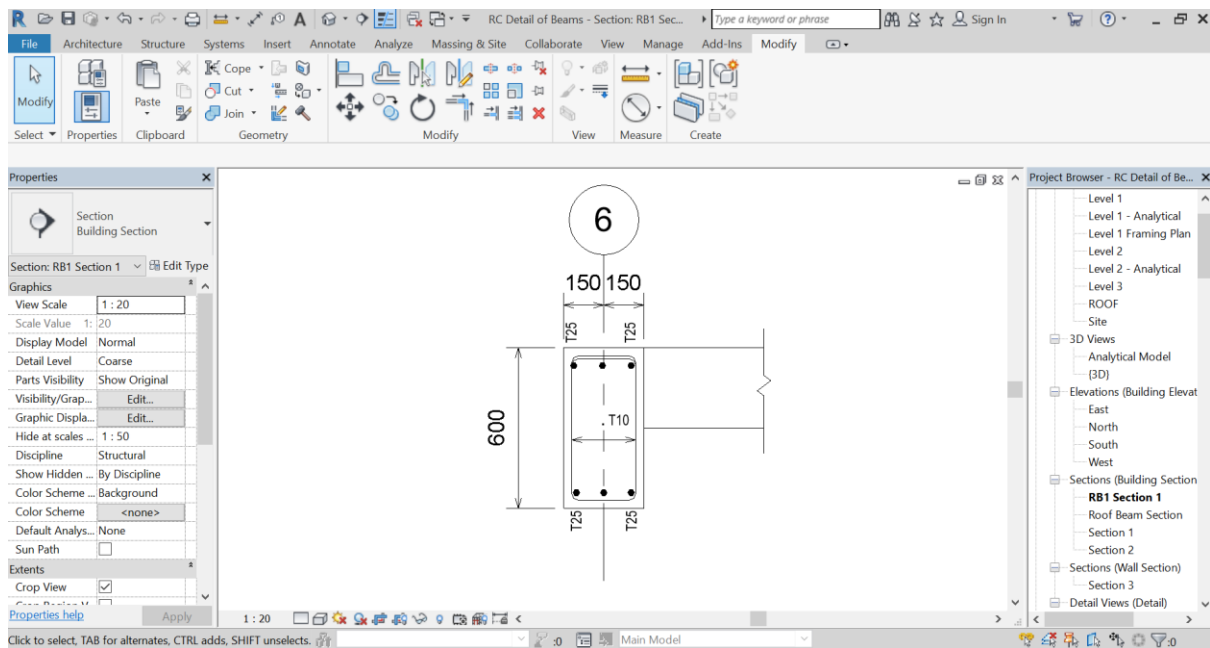 RC Detail of Beams - Section: RB1 Sec...
Type a keyword or phrase
Sign In
File Architecture Structure Systems Insert Annotate Analyze Massing & Site Collaborate View Manage Add-Ins Modify
Modify
Paste
Cope
Cut
Join
Select Properties Clipboard Geometry Modify View Measure Create
Properties
Section
Building Section
Section: RB1 Section 1 Edit Type
Graphics
View Scale 1 : 20
Scale Value 1: 20
Display Model Normal
Detail Level Coarse
Parts Visibility Show Original
Visibility/Grap... Edit...
Graphic Displa... Edit...
Hide at scales ... 1 : 50
Discipline Structural
Show Hidden ... By Discipline
Color Scheme ... Background
Color Scheme <none>
Default Analys... None
Sun Path
Extents
Crop View
Properties help Apply
6
150 150
T25 T25
600
T10
T25 T25
1 : 20
Project Browser - RC Detail of Be...
Level 1
Level 1 - Analytical
Level 1 Framing Plan
Level 2
Level 2 - Analytical
Level 3
ROOF
Site
3D Views
Analytical Model
{3D}
Elevations (Building Elevat
East
North
South
West
Sections (Building Section
RB1 Section 1
Roof Beam Section
Section 1
Section 2
Sections (Wall Section)
Section 3
Detail Views (Detail)
Click to select, TAB for alternates, CTRL adds, SHIFT unselects. :0 Main Model :0